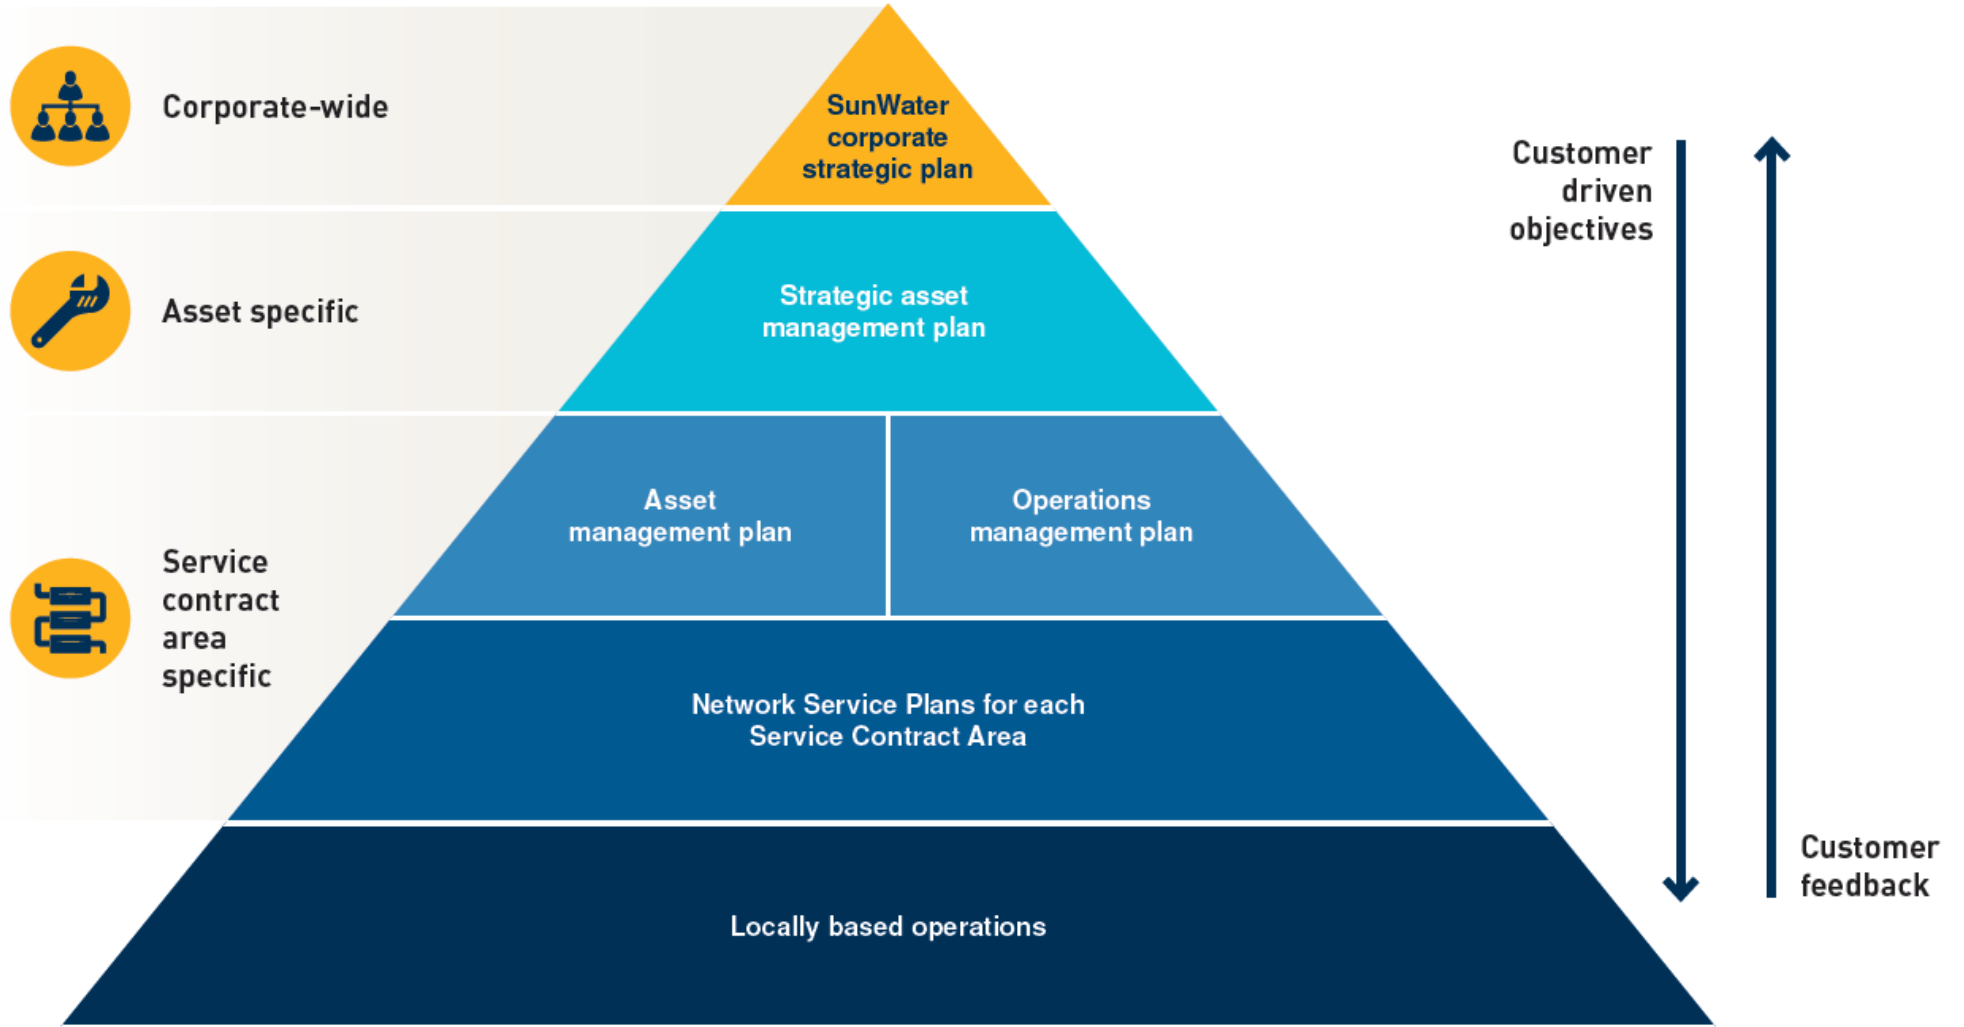 Corporate-wide
SunWater
corporate
strategic plan
Customer
driven
objectives
Asset specific
Strategic asset
management plan
Asset
management plan
Operations
management plan
Service
contract
area
specific
Network Service Plans for each
Service Contract Area
Customer
feedback
Locally based operations